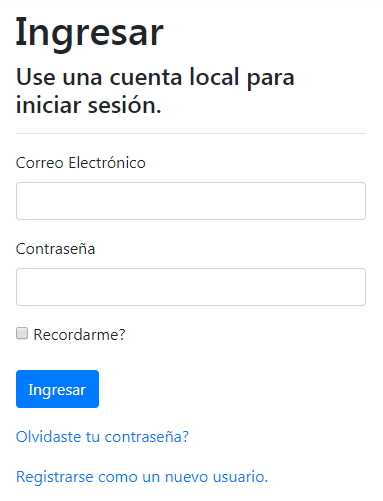 Ingresar
Use una cuenta local para
iniciar sesión.
Correo Electrónico
Contraseña
Recordarme?
Ingresar
Olvidaste tu contraseña?
Registrarse como un nuevo usuario.